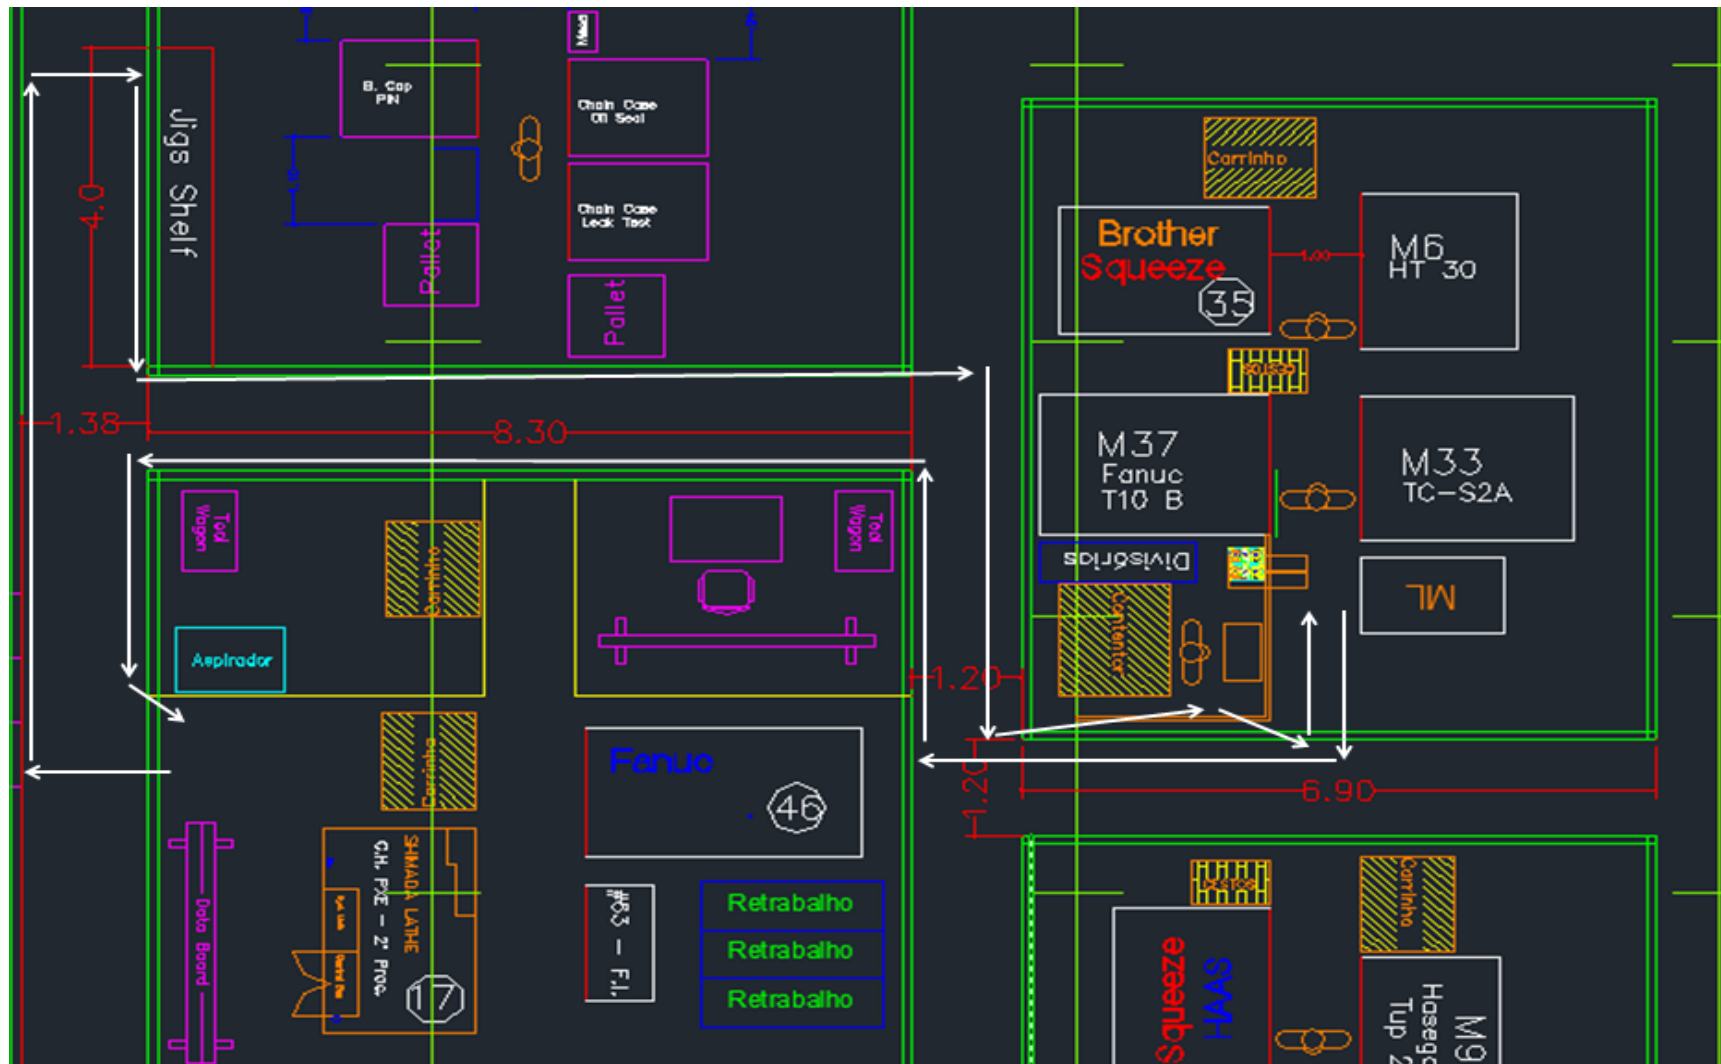 B. Cap
PIN
Chain Case
Oil Seal
Chain Case
Leak Test
Jigs Shelf
4.0
Pallet
Pallet
Carrinho
Brother
Squeeze
35
1.00
M6
HT 30
1.38
8.30
M37
Fanuc
T10 B
M33
TC-S2A
Divisórias
ML
Contentor
Tool
Wagon
Carrinho
Tool
Wagon
Aspirador
1.20
Carrinho
Fanuc
46
1.20
6.90
Data Board
SHIMADA LATHE
C.H. PXE - 2ª Proc.
17
#63 - F.I.
Retrabalho
Retrabalho
Retrabalho
Carrinho
Squeeze
HAAS